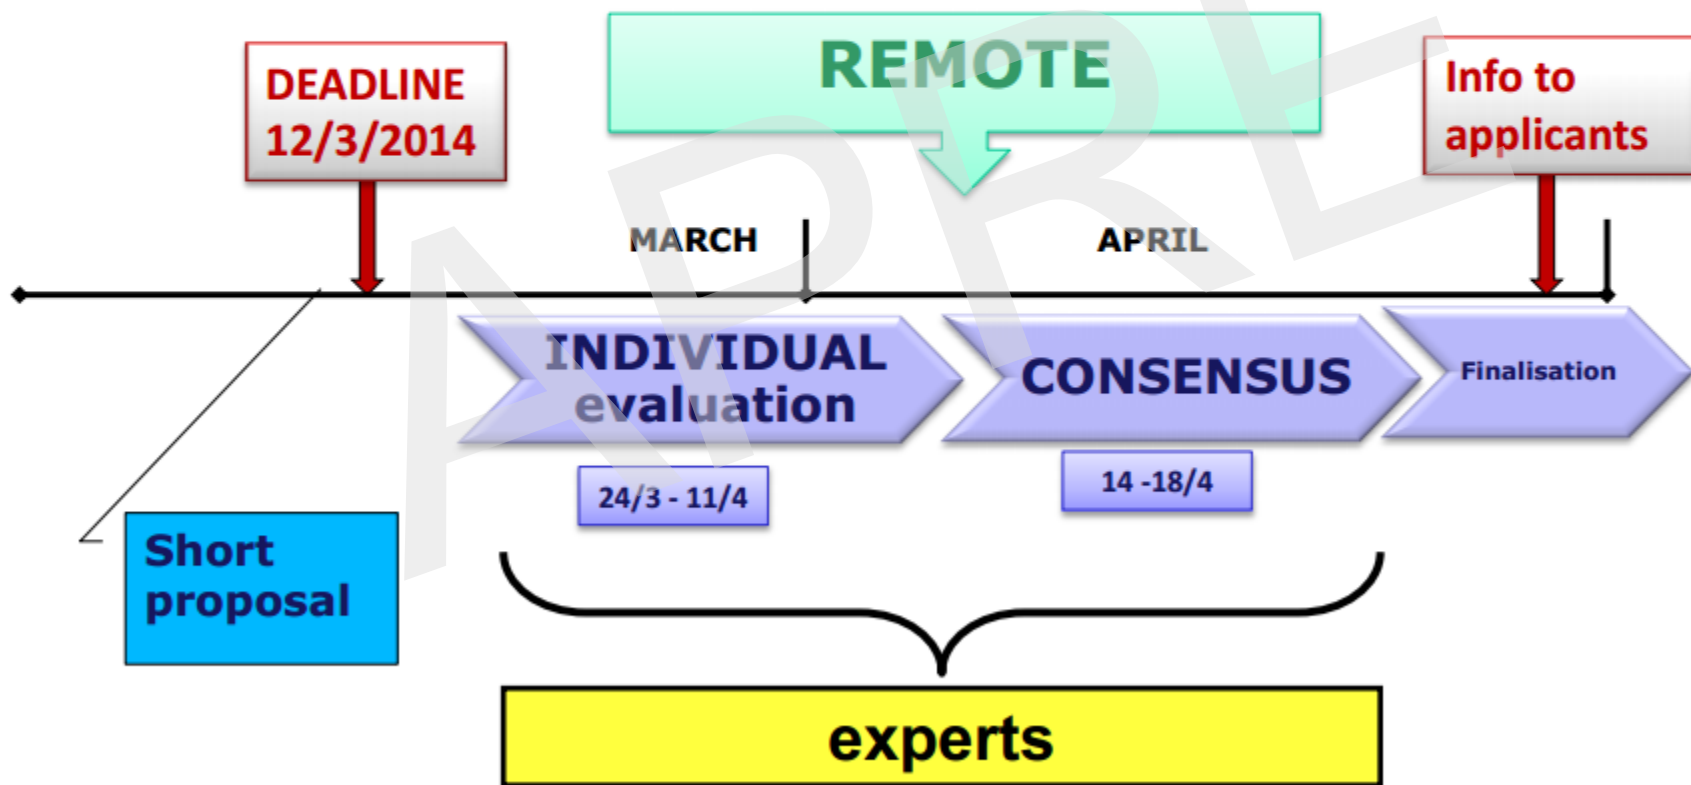 DEADLINE
12/3/2014
REMOTE
Info to
applicants
MARCH
APRIL
INDIVIDUAL
evaluation
CONSENSUS
Finalisation
24/3 - 11/4
14 -18/4
Short
proposal
experts
APRE